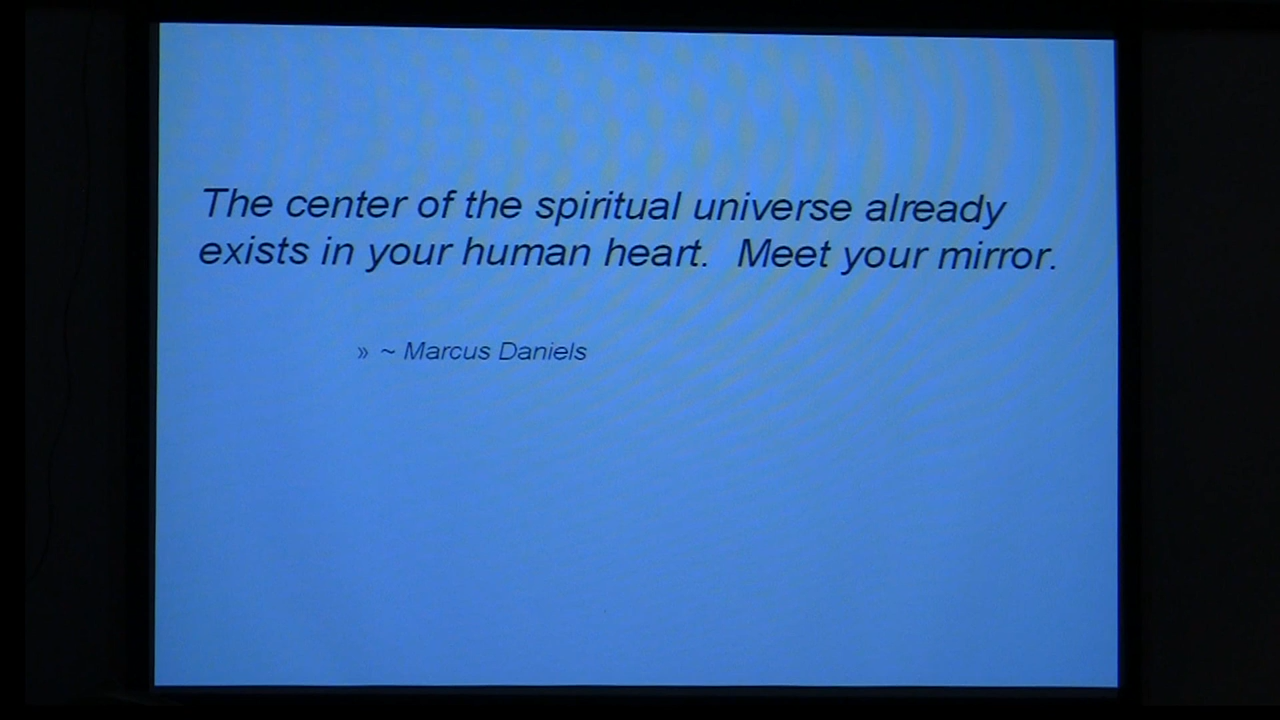 The center of the spiritual universe already
exists in your human heart.  Meet your mirror.
» ~ Marcus Daniels